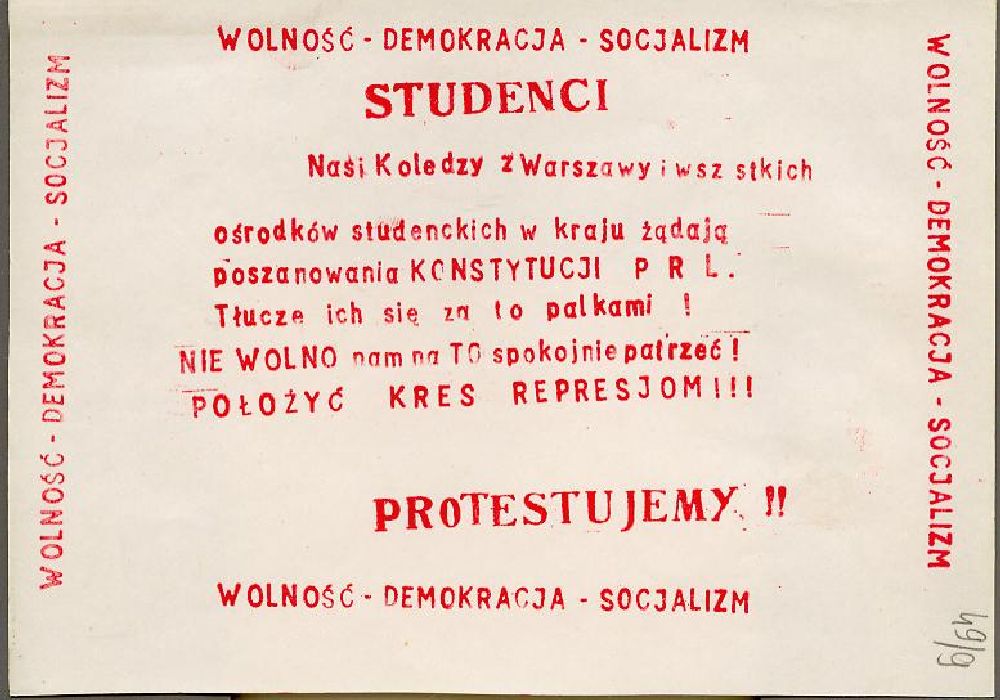 WOLNOŚĆ - DEMOKRACJA - SOCJALIZM
WOLNOŚĆ - DEMOKRACJA - SOCJALIZM
WOLNOŚĆ - DEMOKRACJA - SOCJALIZM
STUDENCI
Nasi Koledzy z Warszawy i wsz stkich
ośrodków studenckich w kraju żądają
poszanowania KONSTYTUCJI P R L.
Tłucze ich się za to palkami !
NIE WOLNO nam na TO spokojnie patrzeć !
POŁOŻYĆ KRES REPRESJOM!!!
PROTESTUJEMY !!
WOLNOŚĆ - DEMOKRACJA - SOCJALIZM
49/9